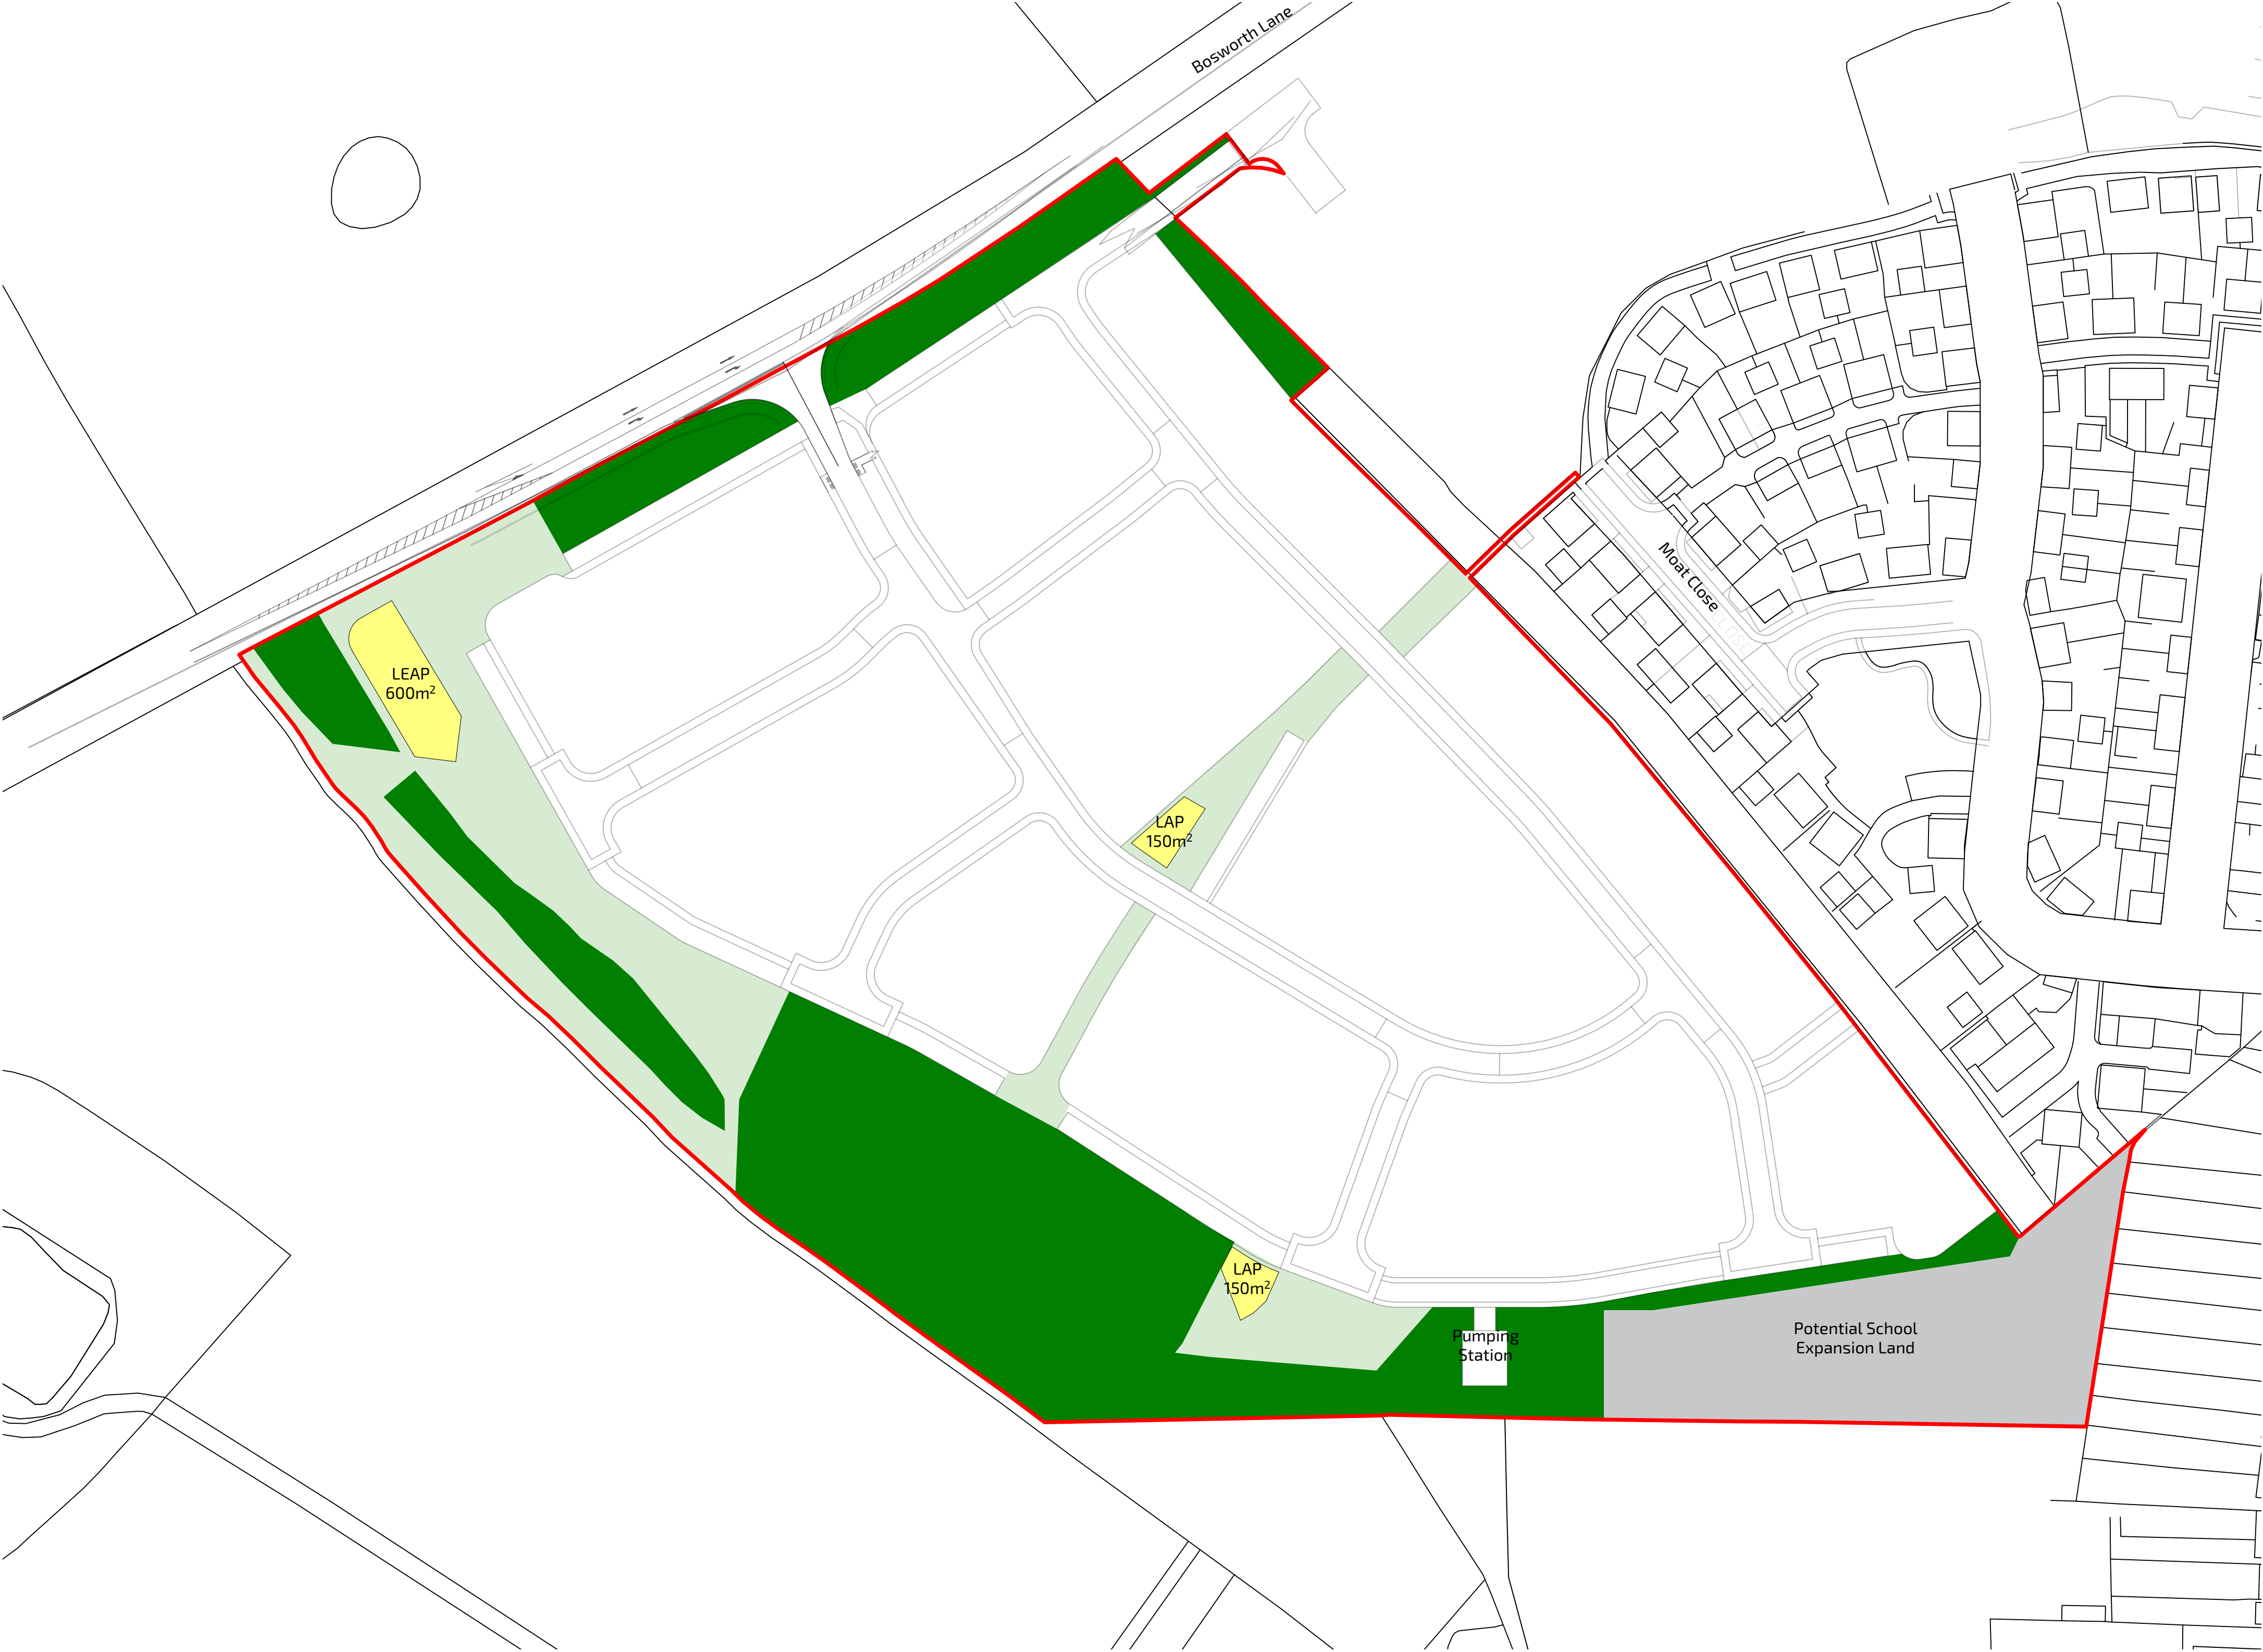 Bosworth Lane
Moat Close
LEAP
600m²
LAP
150m²
LAP
150m²
Pumping
Station
Potential School
Expansion Land